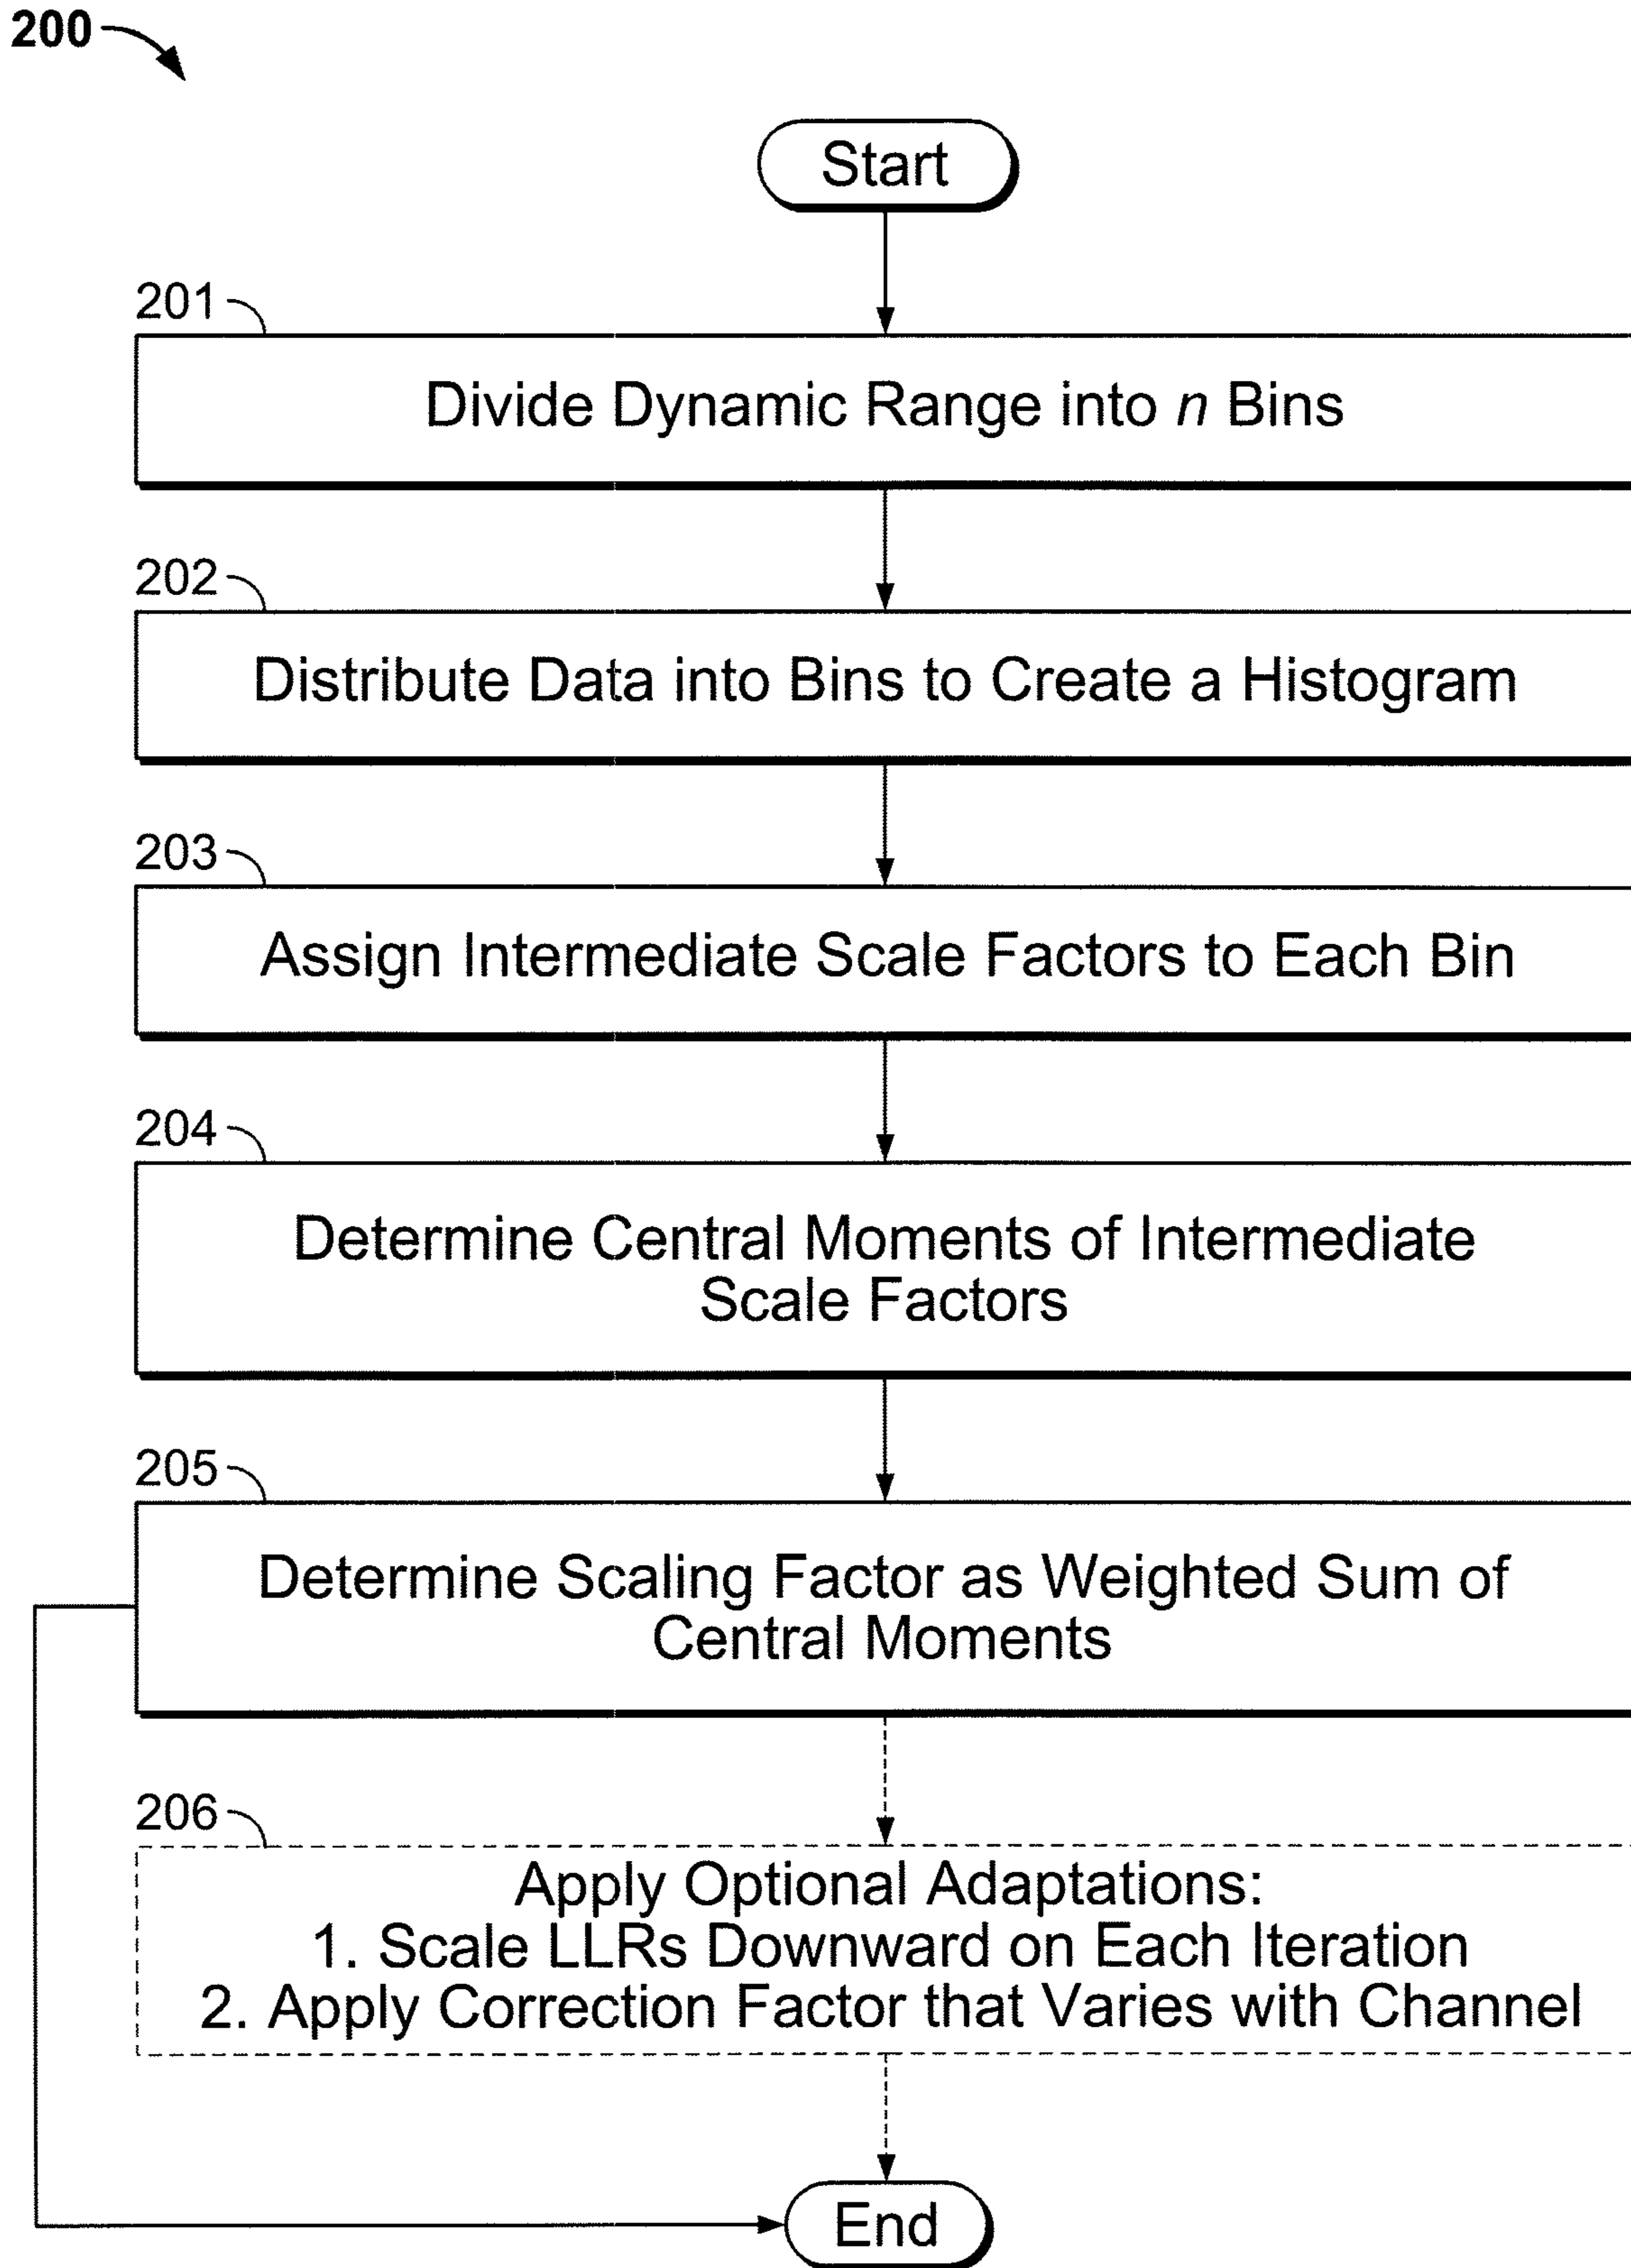 200
Start
201
Divide Dynamic Range into n Bins
202
Distribute Data into Bins to Create a Histogram
203
Assign Intermediate Scale Factors to Each Bin
204
Determine Central Moments of Intermediate
Scale Factors
205
Determine Scaling Factor as Weighted Sum of
Central Moments
206
Apply Optional Adaptations:
1. Scale LLRs Downward on Each Iteration
2. Apply Correction Factor that Varies with Channel
End